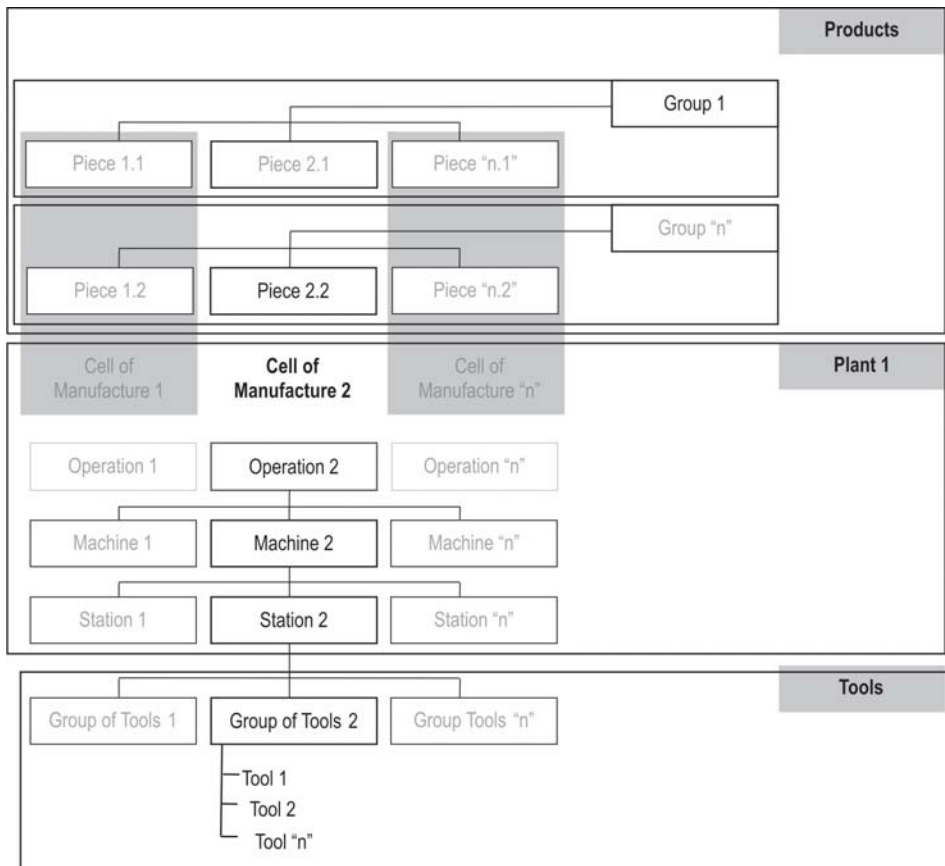 Products
Group 1
Piece 1.1 Piece 2.1 Piece “n.1”
Group “n”
Piece 1.2 Piece 2.2 Piece “n.2”
Cell of Cell of Cell of Plant 1
Manufacture 1 Manufacture 2 Manufacture “n”
Operation 1 Operation 2 Operation “n”
Machine 1 Machine 2 Machine “n”
Station 1 Station 2 Station “n”
Tools
Group of Tools 1 Group of Tools 2 Group Tools “n”
Tool 1
Tool 2
Tool “n”